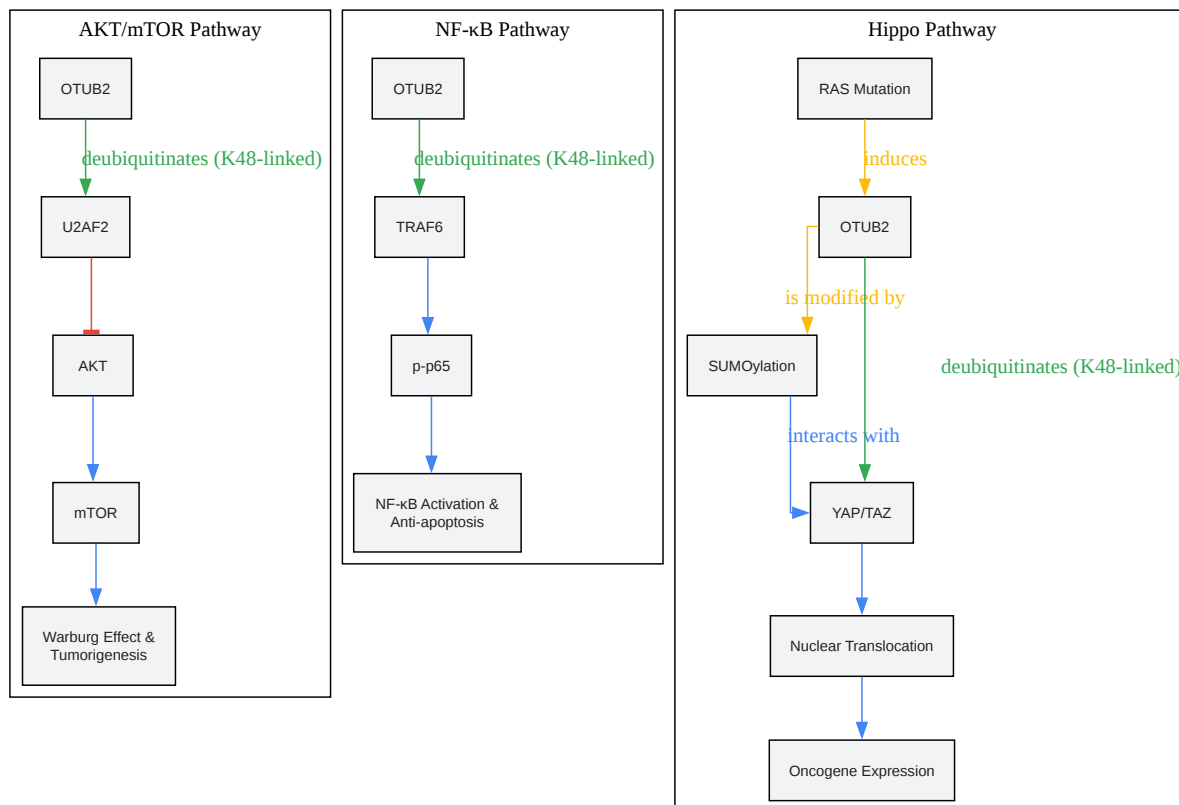 AKT/mTOR Pathway
OTUB2
deubiquitinates (K48-linked)
U2AF2
AKT
mTOR
Warburg Effect &
Tumorigenesis
NF-κB Pathway
OTUB2
deubiquitinates (K48-linked)
TRAF6
p-p65
NF-κB Activation &
Anti-apoptosis
Hippo Pathway
RAS Mutation
induces
OTUB2
is modified by
SUMOylation
deubiquitinates (K48-linked)
interacts with
YAP/TAZ
Nuclear Translocation
Oncogene Expression